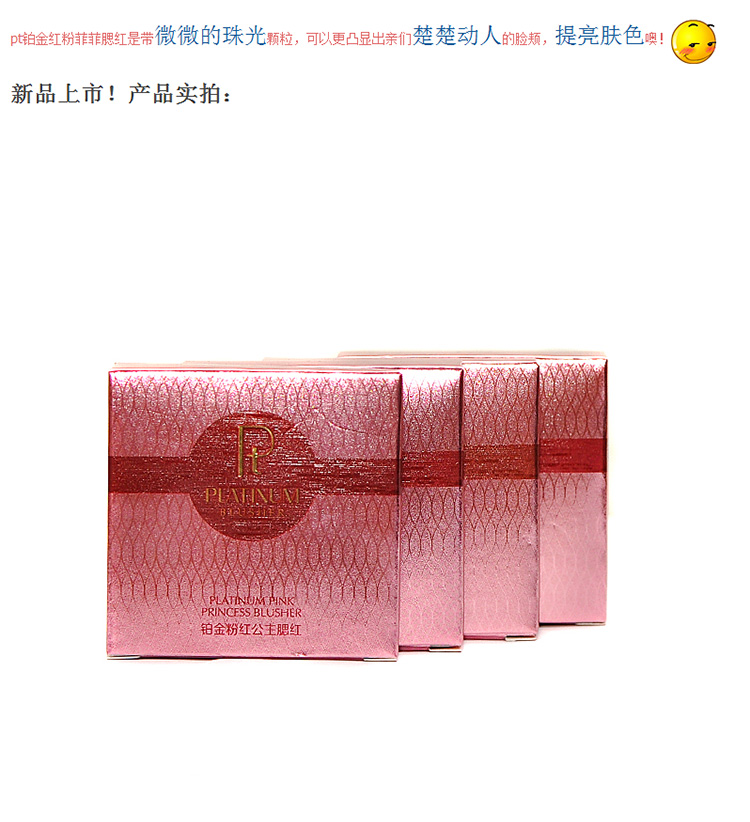 pt铂金红粉菲菲腮红是带微微的珠光颗粒，可以更凸显出亲们楚楚动人的脸颊，提亮肤色噢！
新品上市！产品实拍：
Pt
PLATINUM
PLATINUM PINK
PRINCESS BLUSHER
铂金粉红公主腮红